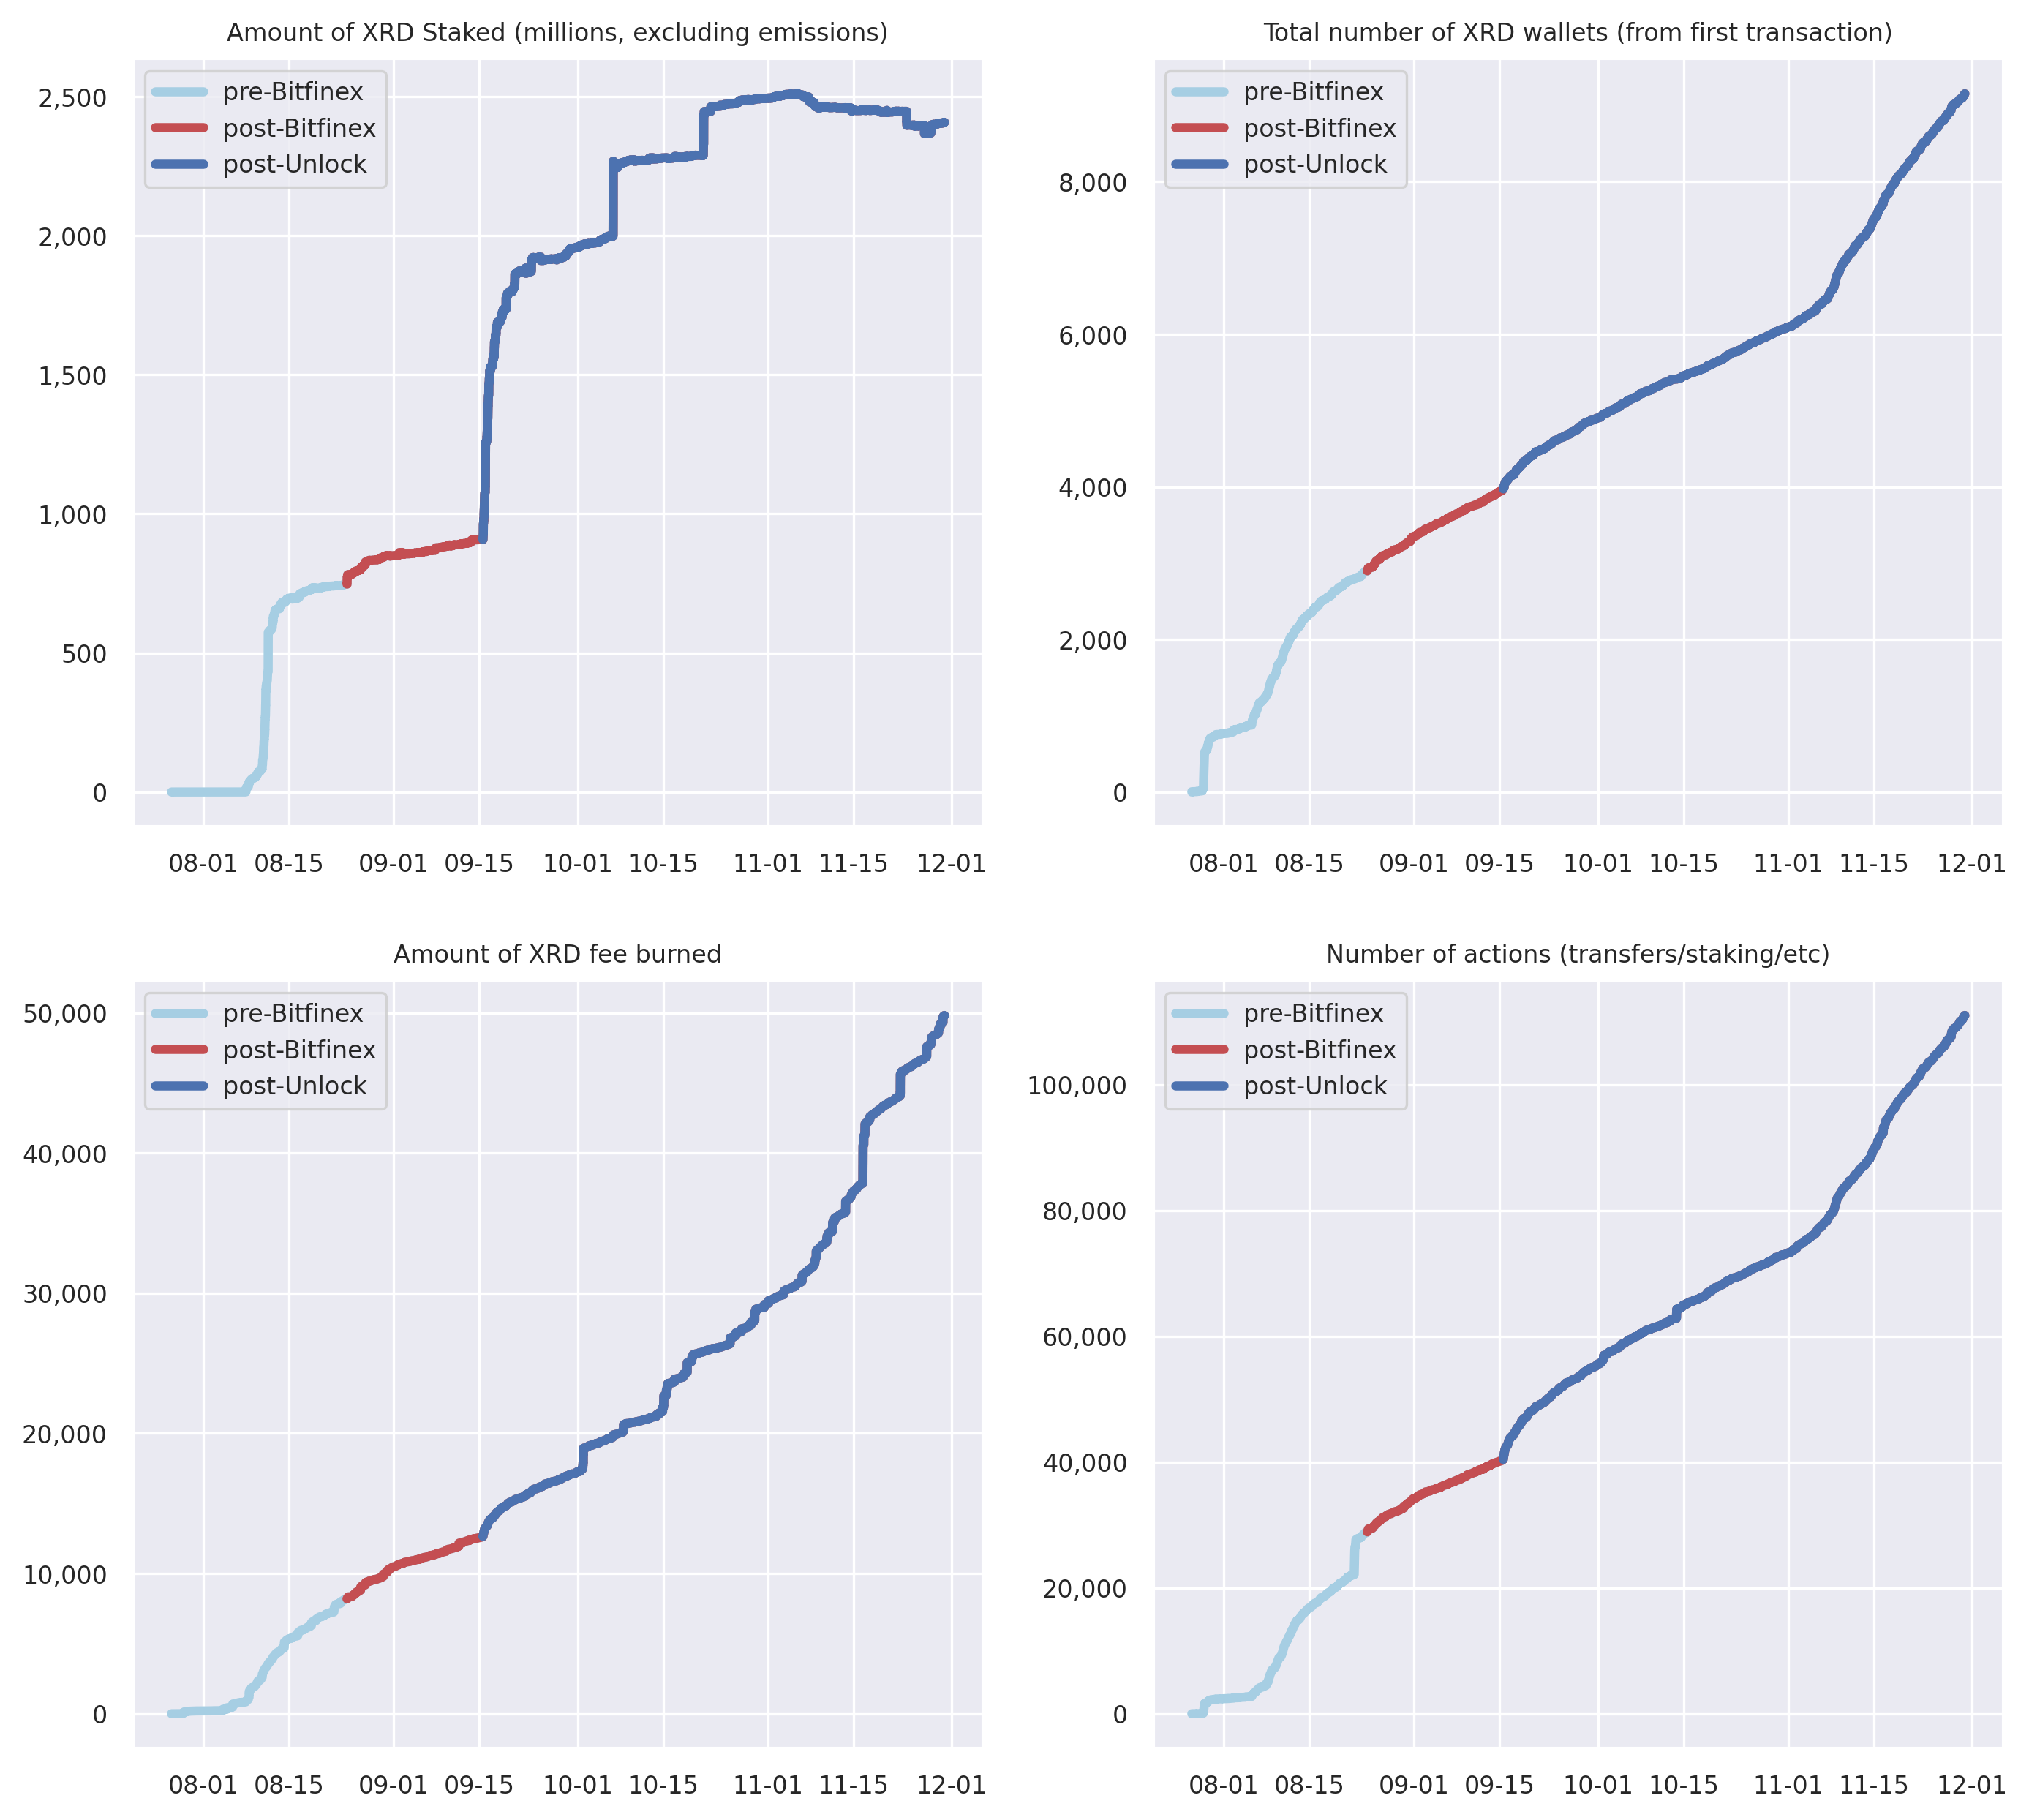 Amount of XRD Staked (millions, excluding emissions)
pre-Bitfinex
post-Bitfinex
post-Unlock
2,500
2,000
1,500
1,000
500
0
08-01 08-15 09-01 09-15 10-01 10-15 11-01 11-15 12-01
Total number of XRD wallets (from first transaction)
pre-Bitfinex
post-Bitfinex
post-Unlock
8,000
6,000
4,000
2,000
0
08-01 08-15 09-01 09-15 10-01 10-15 11-01 11-15 12-01
Amount of XRD fee burned
pre-Bitfinex
post-Bitfinex
post-Unlock
50,000
40,000
30,000
20,000
10,000
0
08-01 08-15 09-01 09-15 10-01 10-15 11-01 11-15 12-01
Number of actions (transfers/staking/etc)
pre-Bitfinex
post-Bitfinex
post-Unlock
100,000
80,000
60,000
40,000
20,000
0
08-01 08-15 09-01 09-15 10-01 10-15 11-01 11-15 12-01